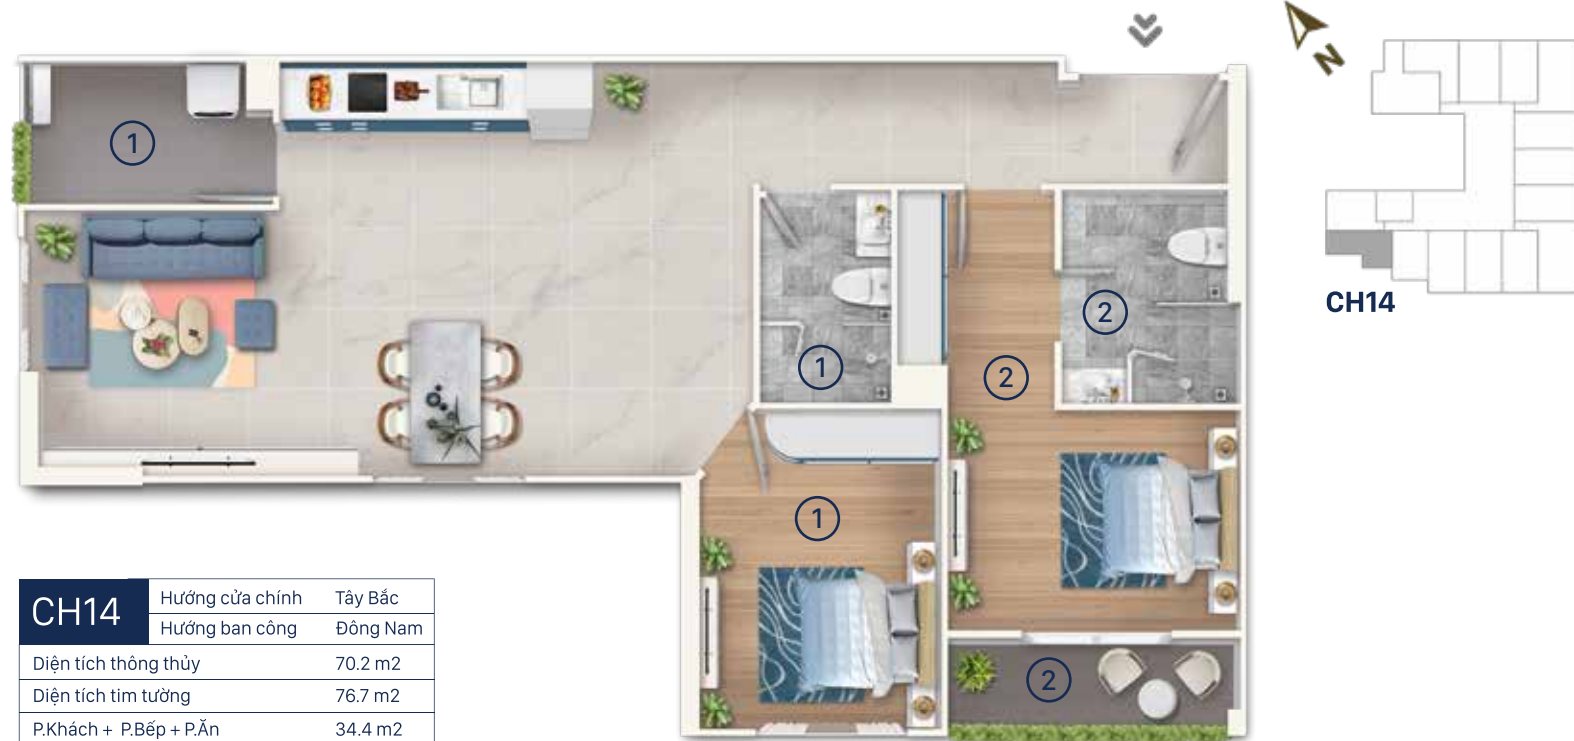 N
1
1
2
2
1
2
CH14
CH14
Hướng cửa chính Tây Bắc
Hướng ban công Đông Nam
Diện tích thông thủy 70.2 m2
Diện tích tim tường 76.7 m2
P.Khách + P.Bếp + P.Ăn 34.4 m2